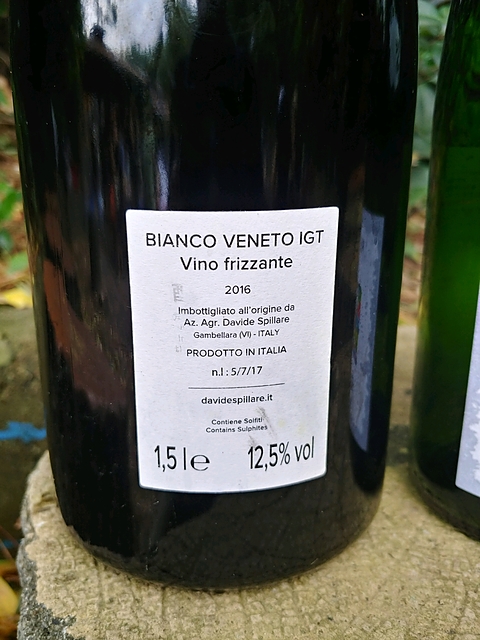 BIANCO VENETO IGT
Vino frizzante
2016
Imbottigliato all'origine da
Az. Agr. Davide Spillare
Gambellara (VI) - ITALY
PRODOTTO IN ITALIA
n.l : 5/7/17
davidespillare.it
Contiene Solfiti
Contains Sulphites
1,5 l e 12,5% vol